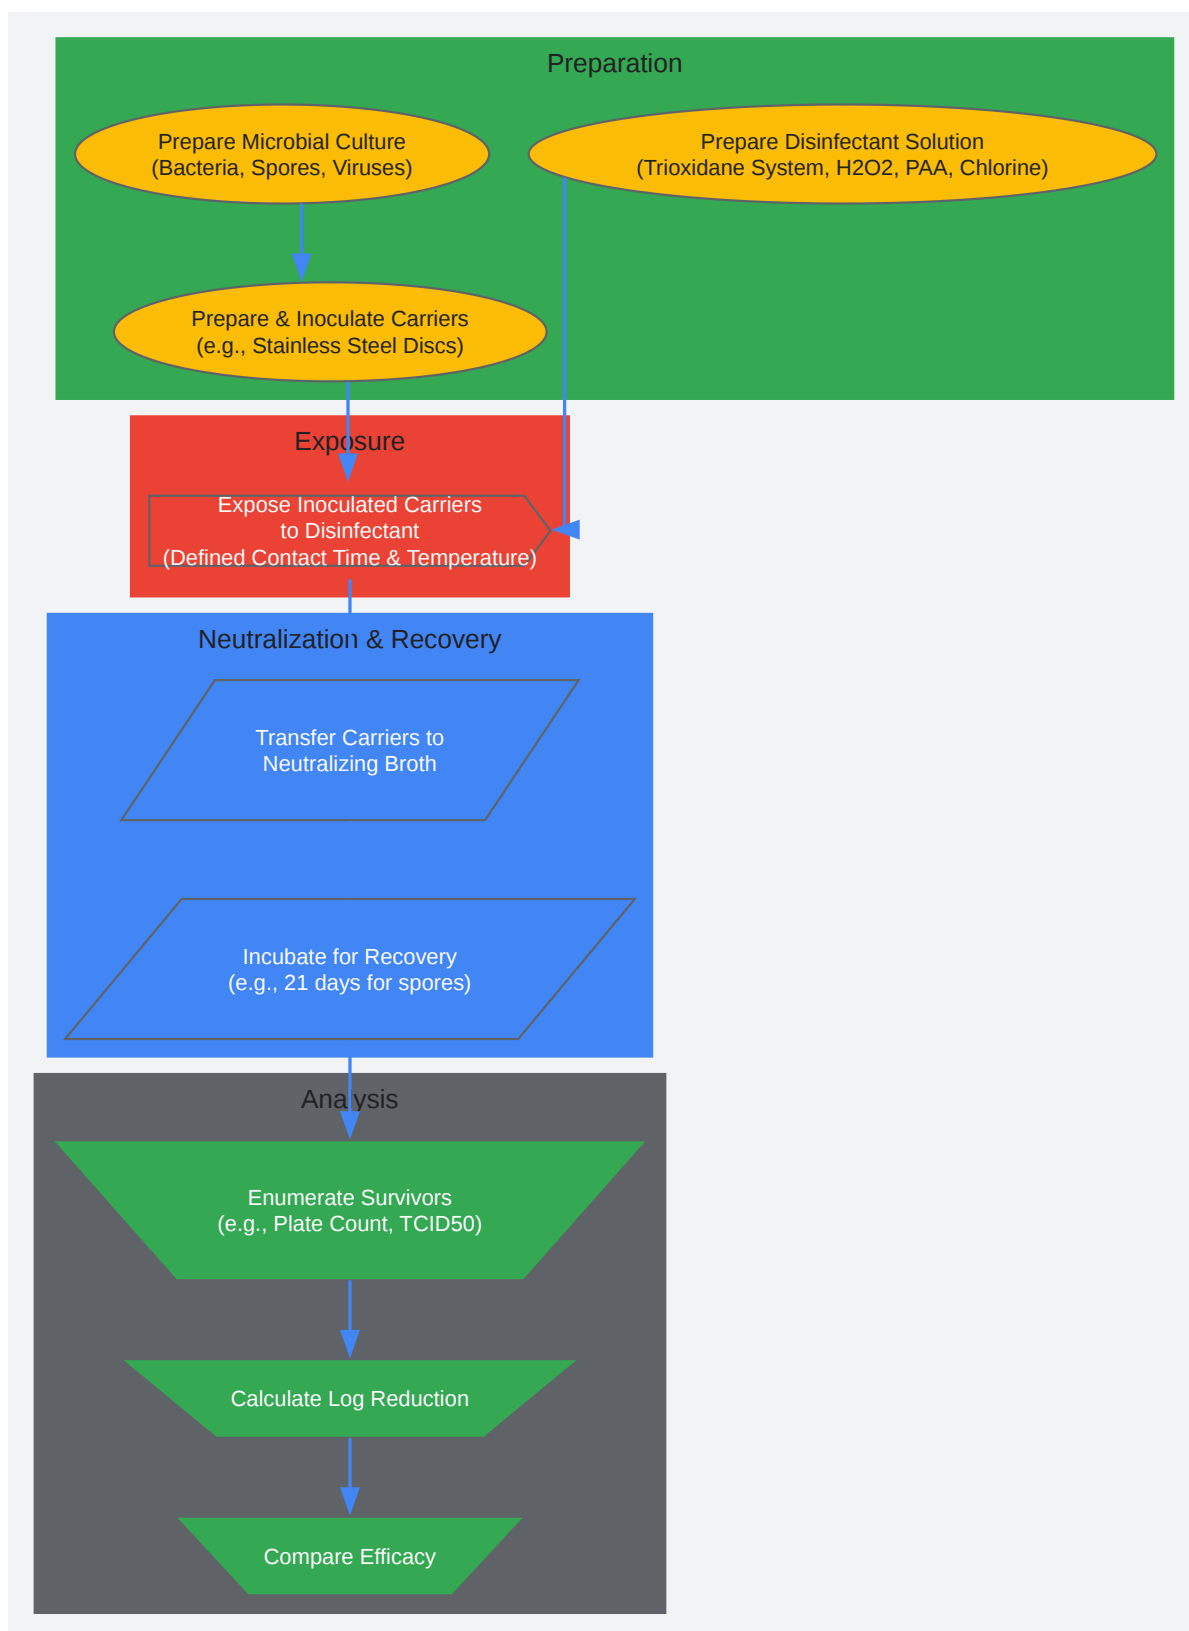 Preparation
Prepare Microbial Culture
(Bacteria, Spores, Viruses)
Prepare Disinfectant Solution
(Trioxidane System, H2O2, PAA, Chlorine)
Prepare & Inoculate Carriers
(e.g., Stainless Steel Discs)
Exposure
Expose Inoculated Carriers
to Disinfectant
(Defined Contact Time & Temperature)
Neutralization & Recovery
Transfer Carriers to
Neutralizing Broth
Incubate for Recovery
(e.g., 21 days for spores)
Analysis
Enumerate Survivors
(e.g., Plate Count, TCID50)
Calculate Log Reduction
Compare Efficacy